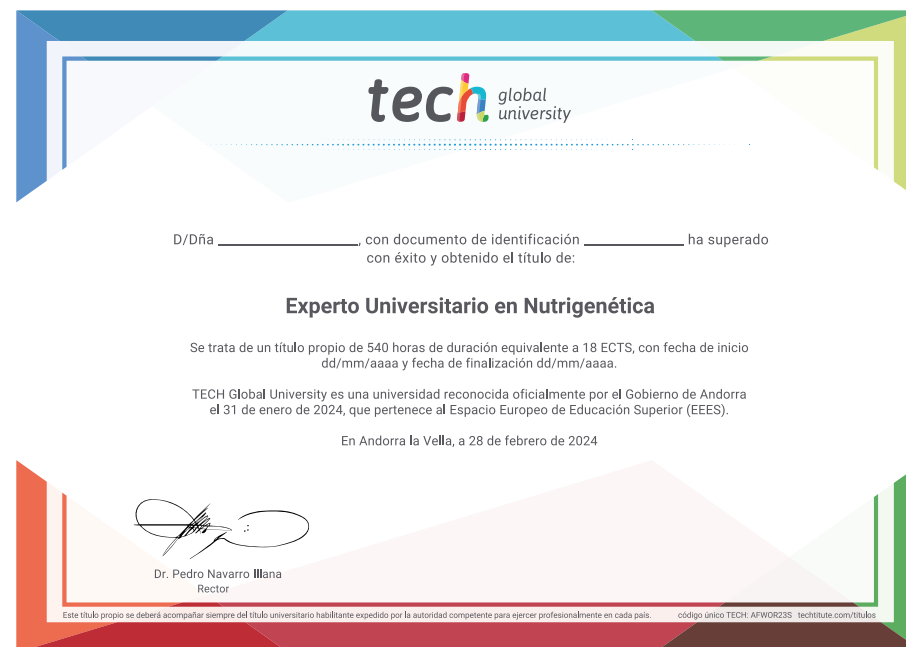 tech global university
D/Dña ____________________, con documento de identificación ______________ ha superado
con éxito y obtenido el título de:
Experto Universitario en Nutrigenética
Se trata de un título propio de 540 horas de duración equivalente a 18 ECTS, con fecha de inicio
dd/mm/aaaa y fecha de finalización dd/mm/aaaa.
TECH Global University es una universidad reconocida oficialmente por el Gobierno de Andorra
el 31 de enero de 2024, que pertenece al Espacio Europeo de Educación Superior (EEES).
En Andorra la Vella, a 28 de febrero de 2024
Dr. Pedro Navarro Illana
Rector
Este título propio se deberá acompañar siempre del título universitario habilitante expedido por la autoridad competente para ejercer profesionalmente en cada país. código único TECH: AFWOR23S techtitute.com/titulos